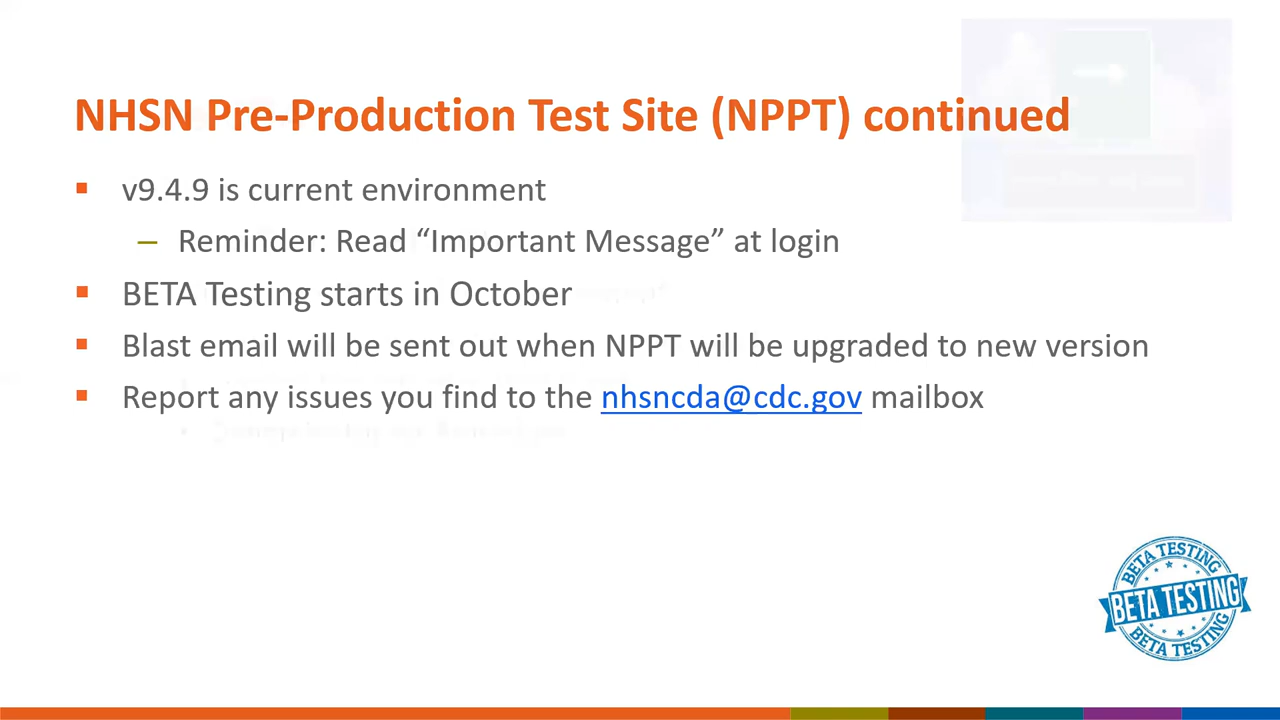 NHSN Pre-Production Test Site (NPPT) continued
▪ v9.4.9 is current environment
– Reminder: Read “Important Message” at login
▪ BETA Testing starts in October
▪ Blast email will be sent out when NPPT will be upgraded to new version
▪ Report any issues you find to the nhsncda@cdc.gov mailbox
BETA TESTING
BETA TESTING
BETA TESTING